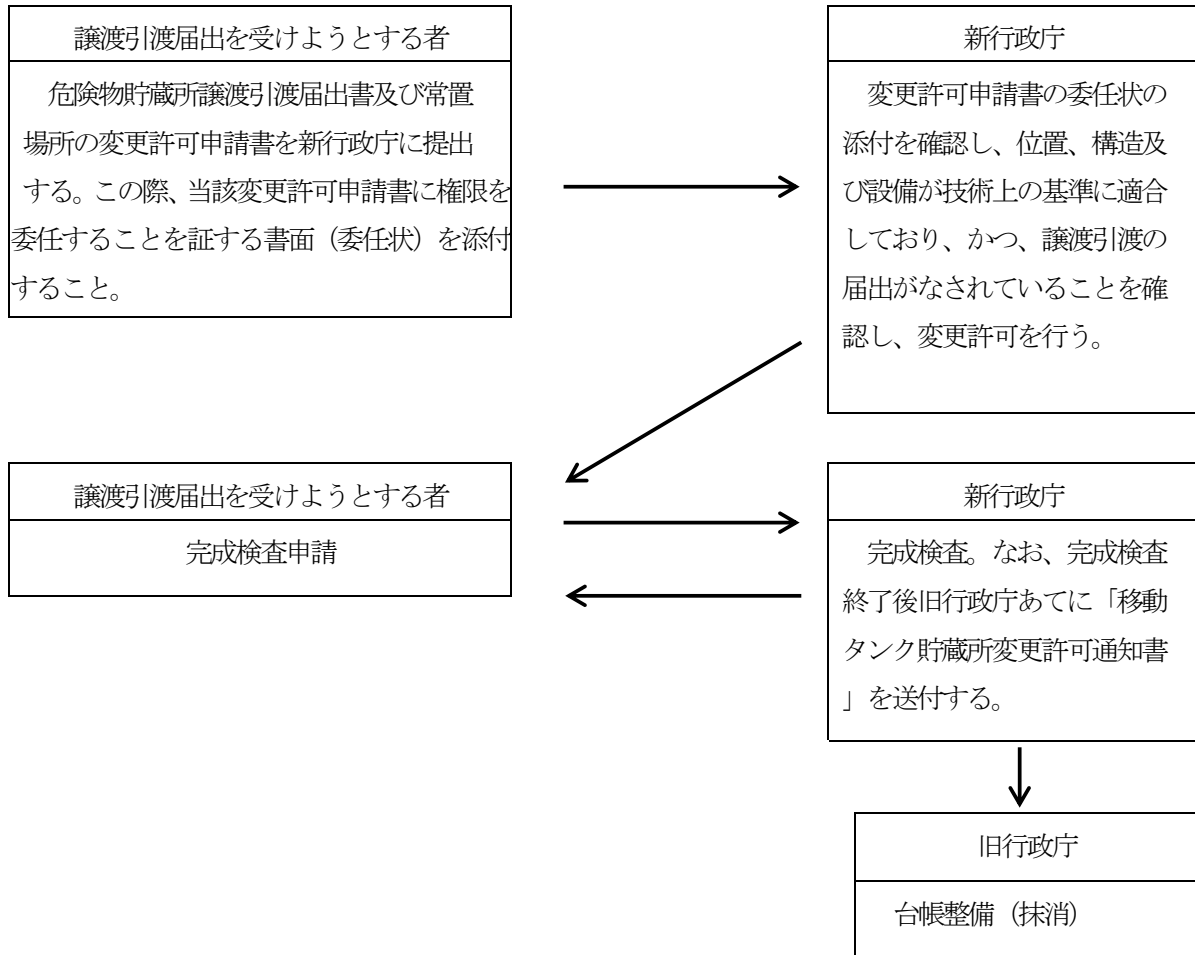 譲渡引渡届出を受けようとする者
危険物貯蔵所譲渡引渡届出書及び常置
場所の変更許可申請書を新行政庁に提出
する。この際、当該変更許可申請書に権限を
委任することを証する書面（委任状）を添付
すること。
新行政庁
変更許可申請書の委任状の
添付を確認し、位置、構造及
び設備が技術上の基準に適合
しており、かつ、譲渡引渡の
届出がなされていることを確
認し、変更許可を行う。
譲渡引渡届出を受けようとする者
完成検査申請
新行政庁
完成検査。なお、完成検査
終了後旧行政庁あてに「移動
タンク貯蔵所変更許可通知書
」を送付する。
旧行政庁
台帳整備（抹消）